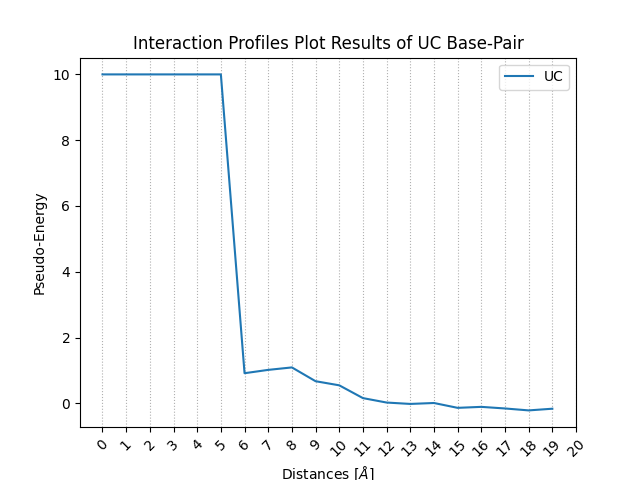 Interaction Profiles Plot Results of UC Base-Pair
UC
10
8
6
4
2
0
Pseudo-Energy
0 1 2 3 4 5 6 7 8 9 10 11 12 13 14 15 16 17 18 19 20
Distances [Å]